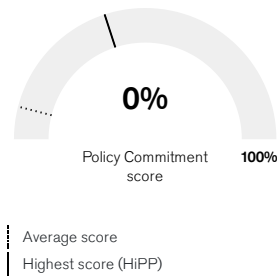 0%
Policy Commitment 100%
score
Average score
Highest score (HiPP)